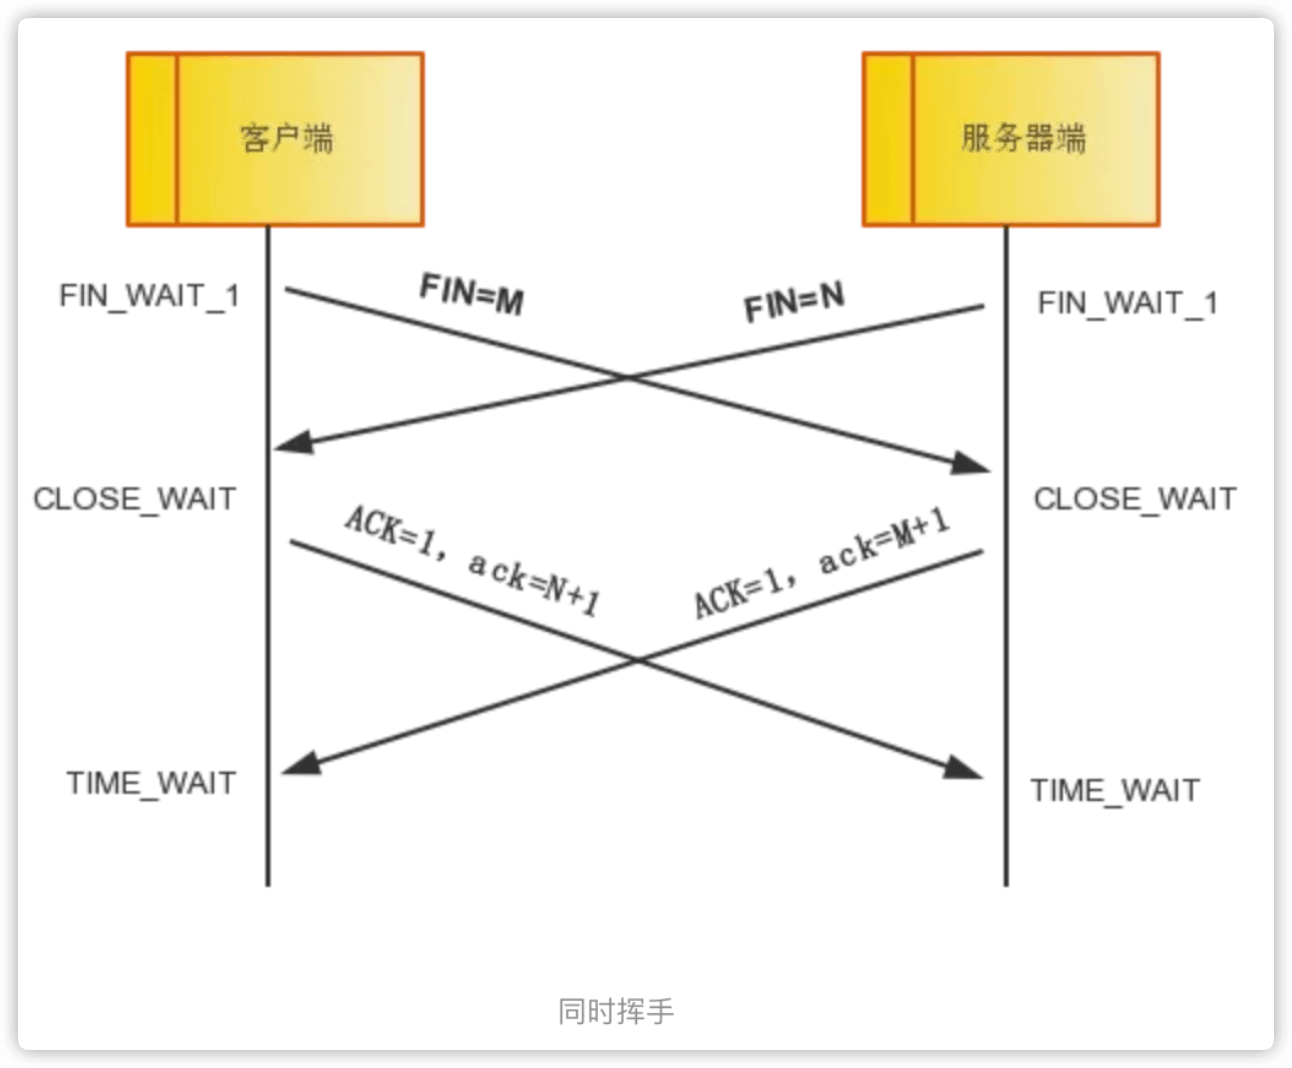 客户端
服务器端
FIN_WAIT_1
FIN=M
FIN=N
FIN_WAIT_1
CLOSE_WAIT
CLOSE_WAIT
ACK=1, ack=N+1
ACK=1, ack=M+1
TIME_WAIT
TIME_WAIT
同时挥手